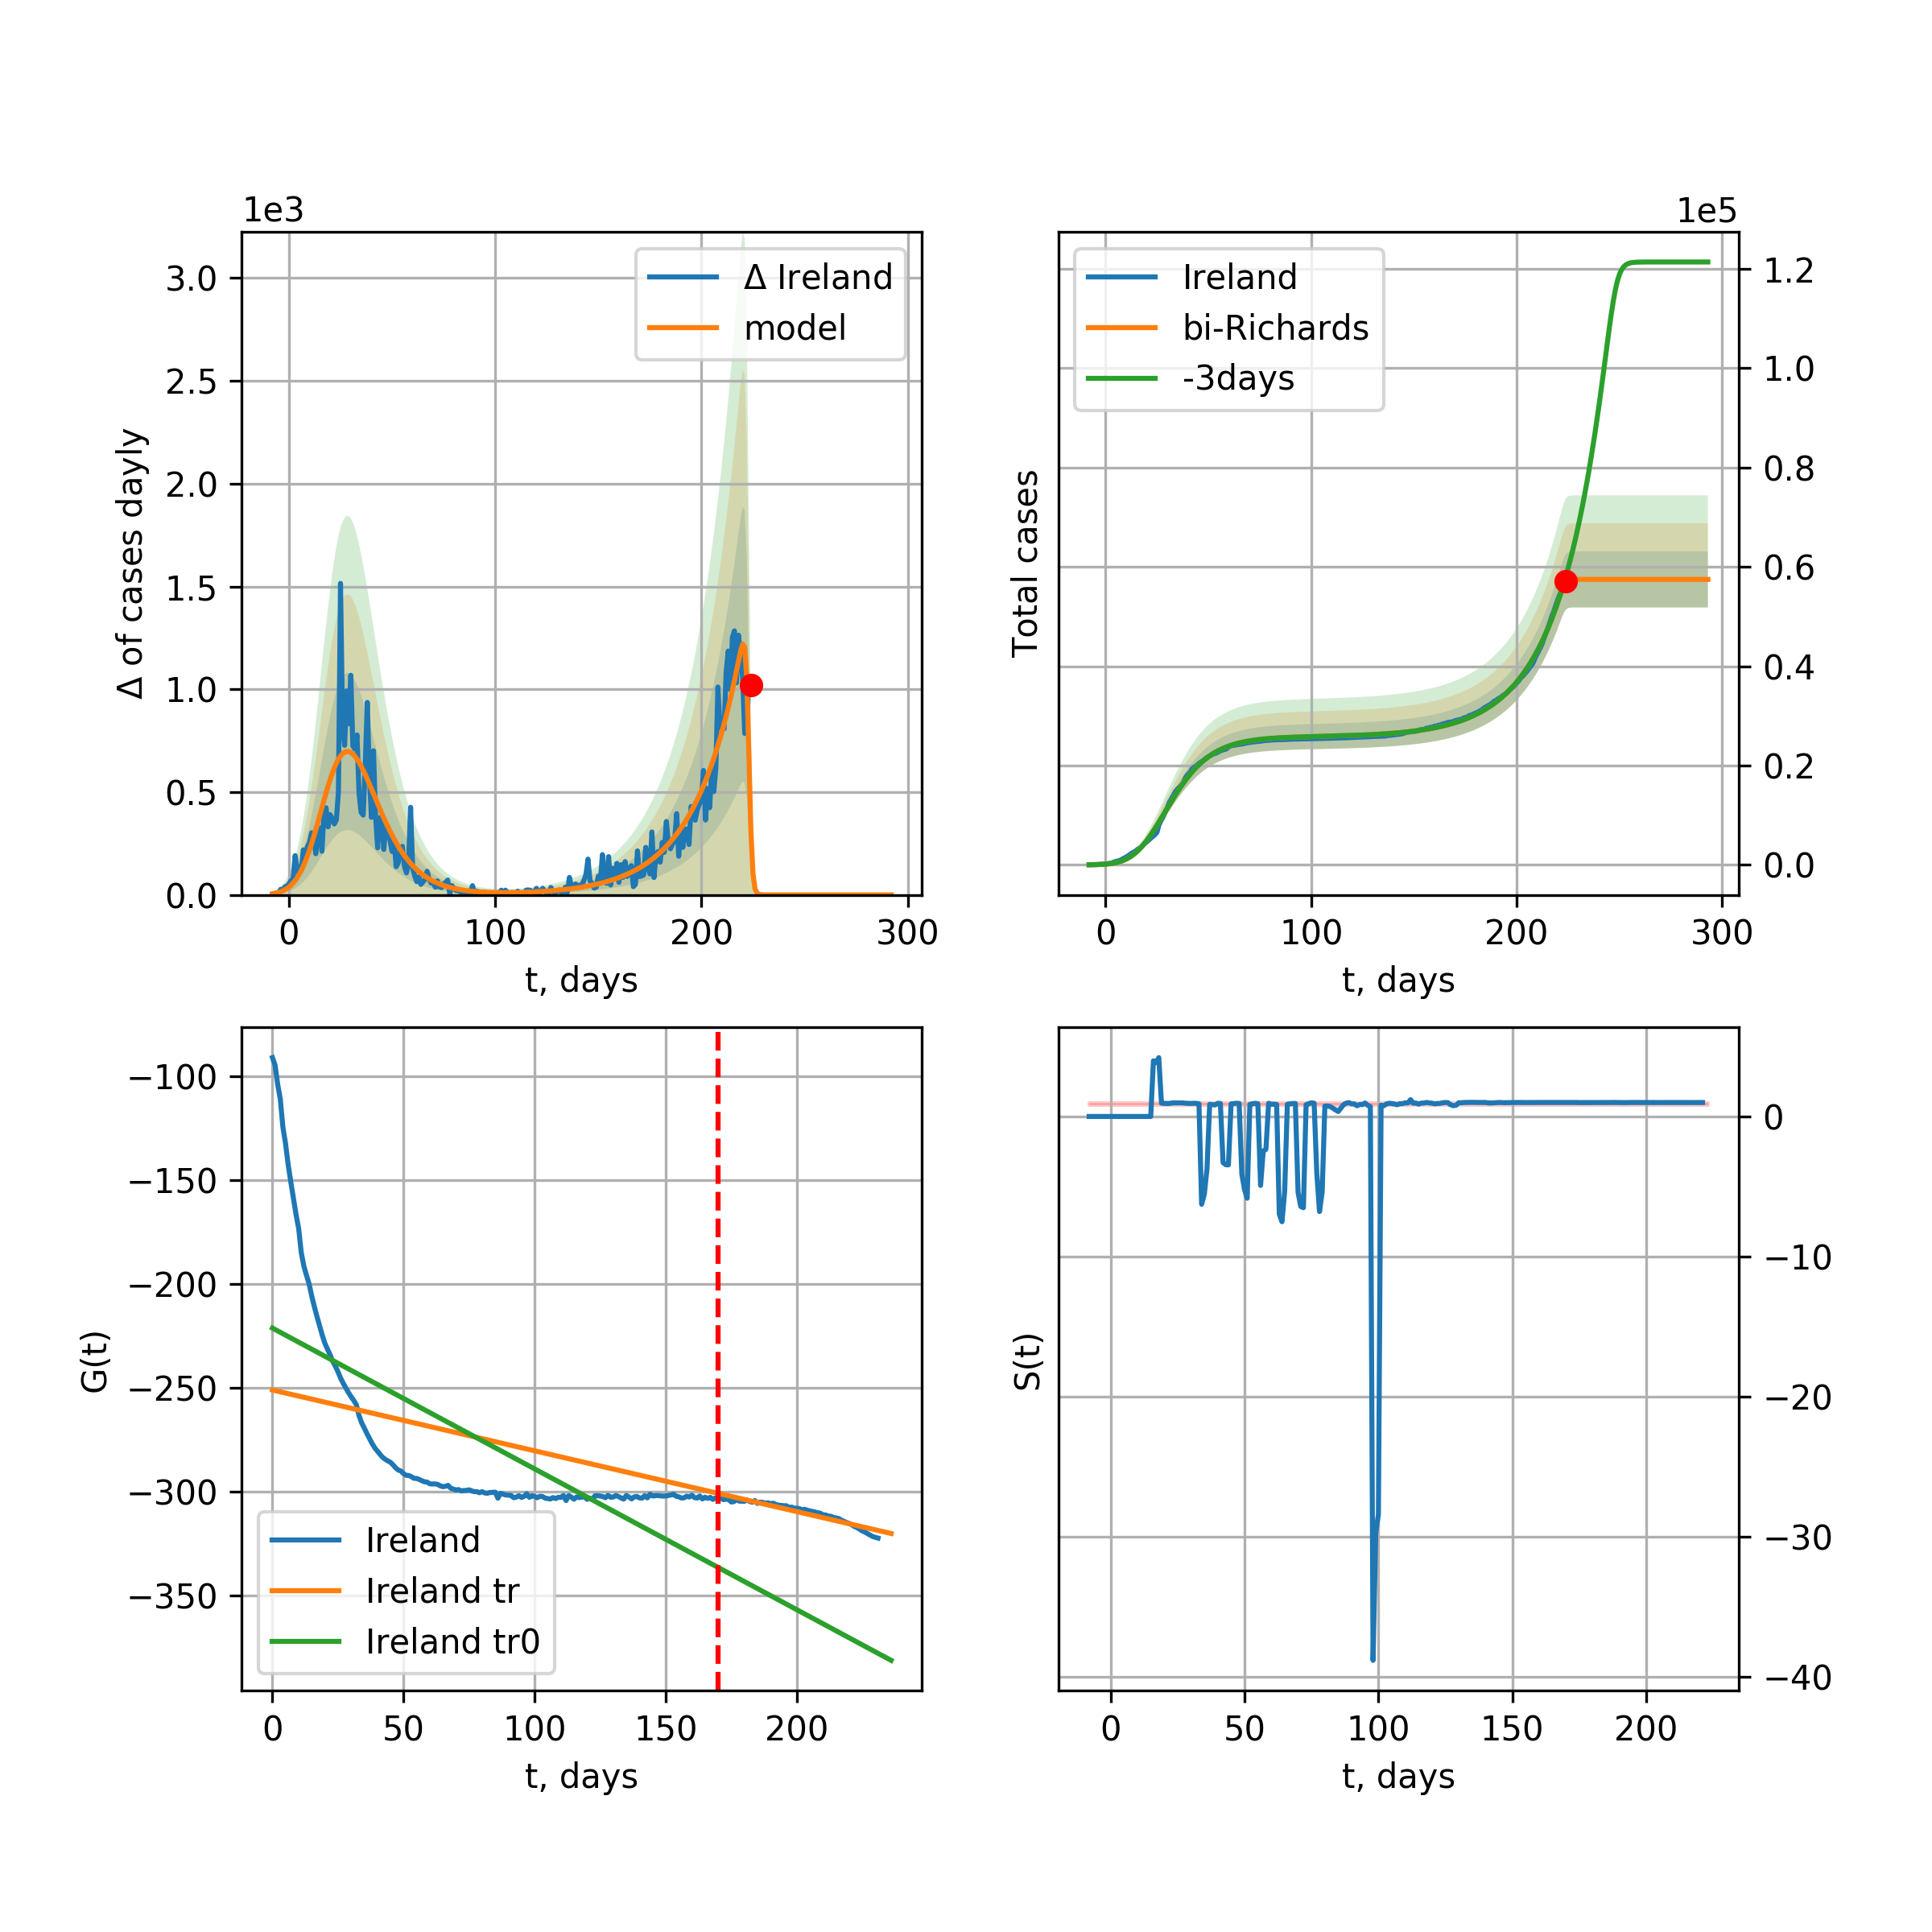 1e3
Δ of cases dayly
3.0
2.5
2.0
1.5
1.0
0.5
0.0
0 100 200 300
t, days
Δ Ireland
model
1e5
Total cases
1.2
1.0
0.8
0.6
0.4
0.2
0.0
0 100 200 300
t, days
Ireland
bi-Richards
-3days
G(t)
−100
−150
−200
−250
−300
−350
0 50 100 150 200
t, days
Ireland
Ireland tr
Ireland tr0
S(t)
0
−10
−20
−30
−40
0 50 100 150 200
t, days